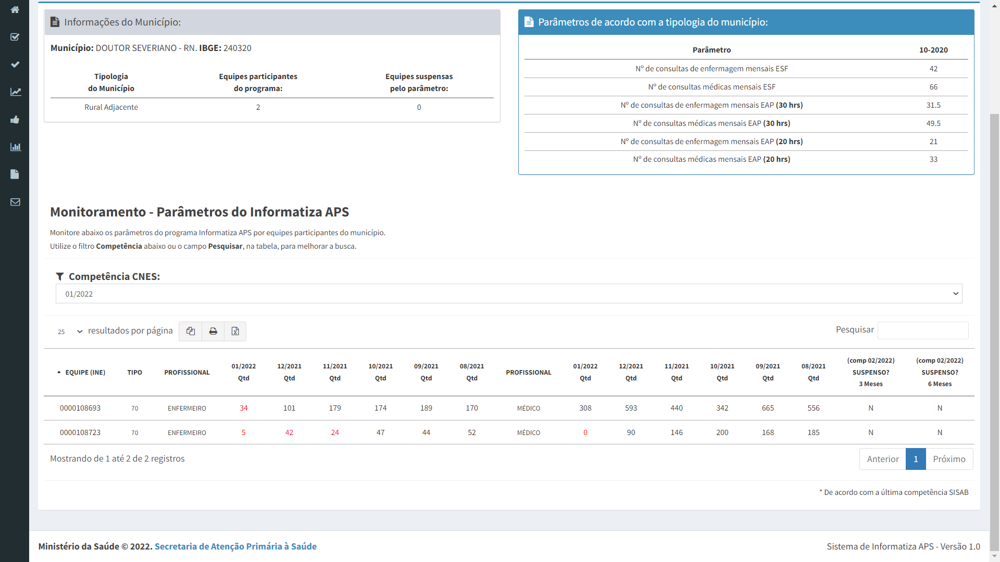 Informações do Município:
Município: DOUTOR SEVERIANO - RN. IBGE: 240320
Tipologia do Município	Equipes participantes do programa:	Equipes suspensas pelo parâmetro:
Rural Adjacente	2	0
Parâmetros de acordo com a tipologia do município:
Parâmetro	10-2020
Nº de consultas de enfermagem mensais ESF	42
Nº de consultas médicas mensais ESF	66
Nº de consultas de enfermagem mensais EAP (30 hrs)	31.5
Nº de consultas médicas mensais EAP (30 hrs)	49.5
Nº de consultas de enfermagem mensais EAP (20 hrs)	21
Nº de consultas médicas mensais EAP (20 hrs)	33
Monitoramento - Parâmetros do Informatiza APS
Monitore abaixo os parâmetros do programa Informatiza APS por equipes participantes do município.
Utilize o filtro Competência abaixo ou o campo Pesquisar, na tabela, para melhorar a busca.
Competência CNES:
01/2022
25 resultados por página
Pesquisar
EQUIPE (INE)	TIPO	PROFISSIONAL	01/2022 Qtd	12/2021 Qtd	11/2021 Qtd	10/2021 Qtd	09/2021 Qtd	08/2021 Qtd	PROFISSIONAL	01/2022 Qtd	12/2021 Qtd	11/2021 Qtd	10/2021 Qtd	09/2021 Qtd	08/2021 Qtd	(comp 02/2022) SUSPENSO? 3 Meses	(comp 02/2022) SUSPENSO? 6 Meses
0000108693	70	ENFERMEIRO	34	101	179	174	189	170	MÉDICO	308	593	440	342	665	556	N	N
0000108723	70	ENFERMEIRO	5	42	24	47	44	52	MÉDICO	0	90	146	200	168	185	N	N
Mostrando de 1 até 2 de 2 registros
Anterior 1 Próximo
* De acordo com a última competência SISAB
Ministério da Saúde © 2022. Secretaria de Atenção Primária à Saúde
Sistema de Informatiza APS - Versão 1.0